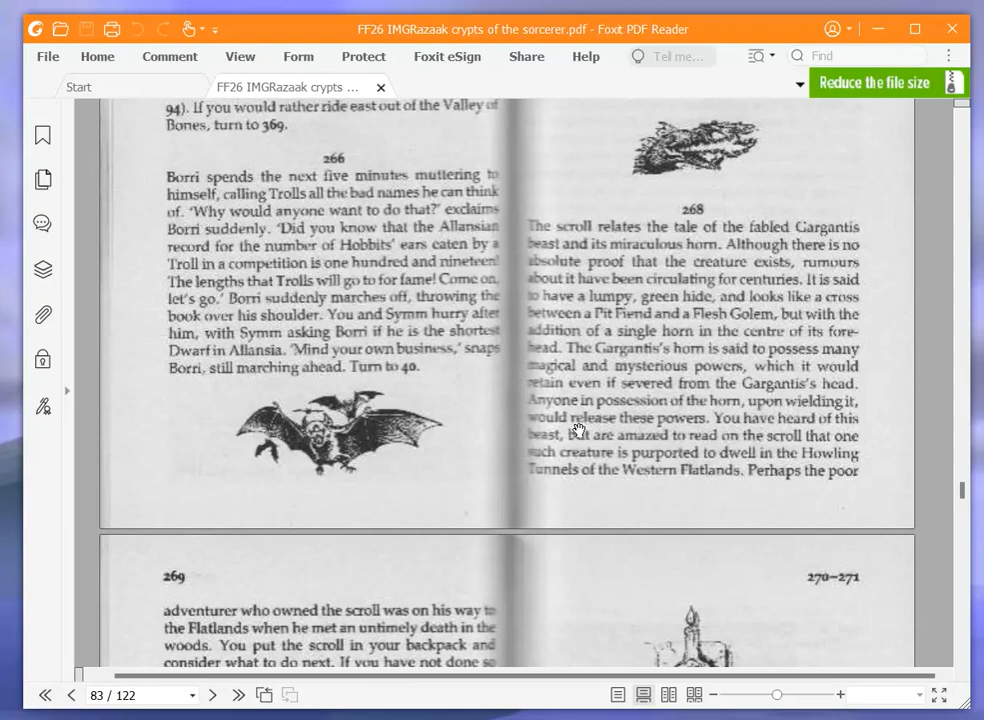 FF26 IMGRazaak crypts of the sorcerer.pdf - Foxit PDF Reader
File Home Comment View Form Protect Foxit eSign Share Help Tell me... Find
Start FF26 IMGRazaak crypts ... Reduce the file size
94). If you would rather ride east out of the Valley of
Bones, turn to 369.
266
Borri spends the next five minutes muttering to
himself, calling Trolls all the bad names he can think
of. 'Why would anyone want to do that?' exclaims
Borri suddenly. 'Did you know that the Allansian
record for the number of Hobbits' ears eaten by a
Troll in a competition is one hundred and nineteen!
The lengths that Trolls will go to for fame! Come on,
let's go.' Borri suddenly marches off, throwing the
book over his shoulder. You and Symm hurry after
him, with Symm asking Borri if he is the shortest
Dwarf in Allansia. 'Mind your own business,' snaps
Borri, still marching ahead. Turn to 40.
268
The scroll relates the tale of the fabled Gargantis
beast and its miraculous horn. Although there is no
absolute proof that the creature exists, rumours
about it have been circulating for centuries. It is said
to have a lumpy, green hide, and looks like a cross
between a Pit Fiend and a Flesh Golem, but with the
addition of a single horn in the centre of its fore-
head. The Gargantis's horn is said to possess many
magical and mysterious powers, which it would
retain even if severed from the Gargantis's head.
Anyone in possession of the horn, upon wielding it,
would release these powers. You have heard of this
beast, but are amazed to read on the scroll that one
such creature is purported to dwell in the Howling
Tunnels of the Western Flatlands. Perhaps the poor
269
adventurer who owned the scroll was on his way to
the Flatlands when he met an untimely death in the
woods. You put the scroll in your backpack and
consider what to do next. If you have not done so
270-271
83 / 122